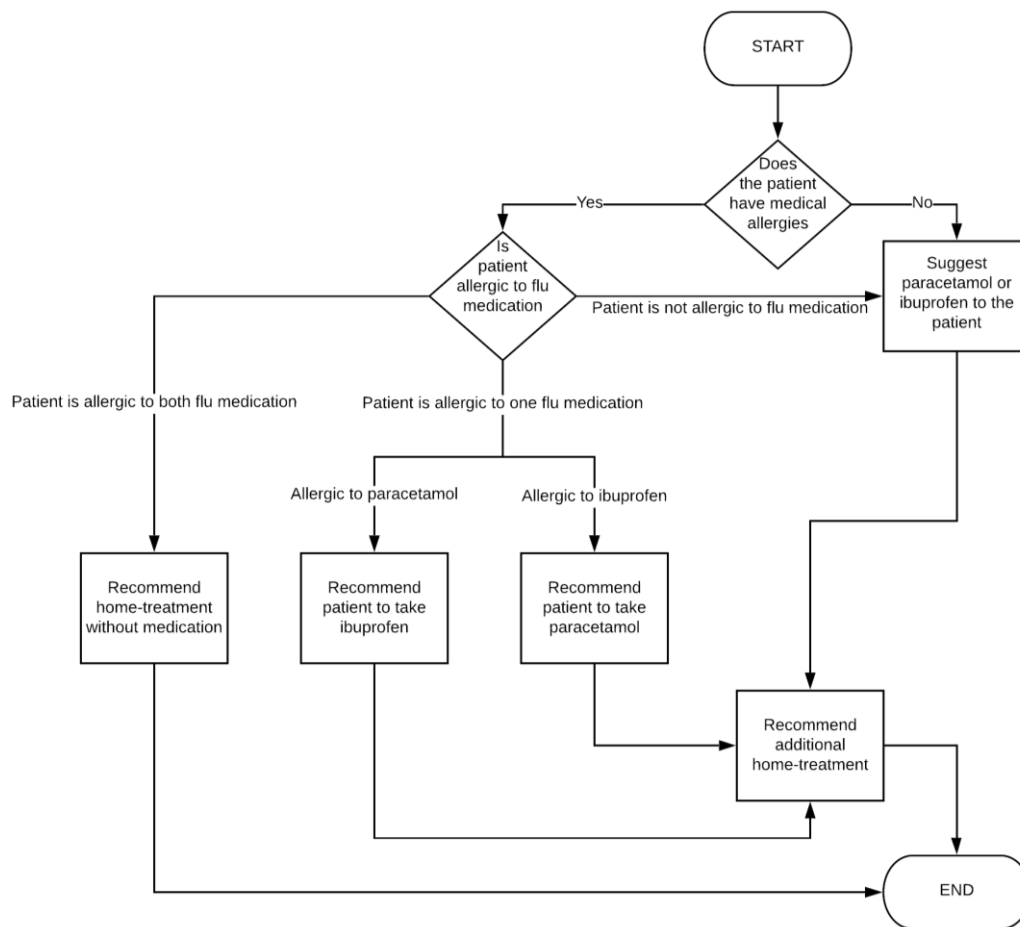 START
Does
the patient
have medical
allergies
Yes
No
Is
patient
allergic to flu
medication
Suggest
paracetamol or
ibuprofen to the
patient
Patient is not allergic to flu medication
Patient is allergic to both flu medication
Patient is allergic to one flu medication
Allergic to paracetamol
Allergic to ibuprofen
Recommend
home-treatment
without medication
Recommend
patient to take
ibuprofen
Recommend
patient to take
paracetamol
Recommend
additional
home-treatment
END